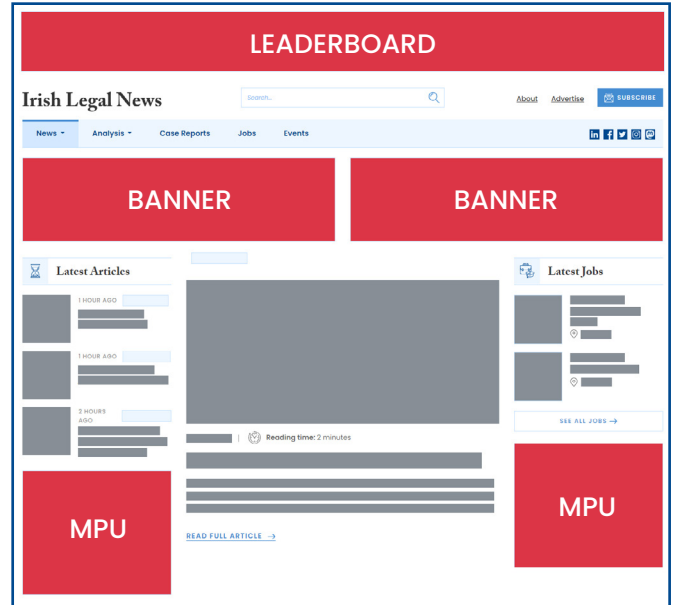 LEADERBOARD
Irish Legal News
Search...
About Advertise SUBSCRIBE
News Analysis Case Reports Jobs Events
BANNER
BANNER
Latest Articles
1 HOUR AGO
1 HOUR AGO
2 HOURS
AGO
MPU
Reading time: 2 minutes
READ FULL ARTICLE →
Latest Jobs
SEE ALL JOBS →
MPU